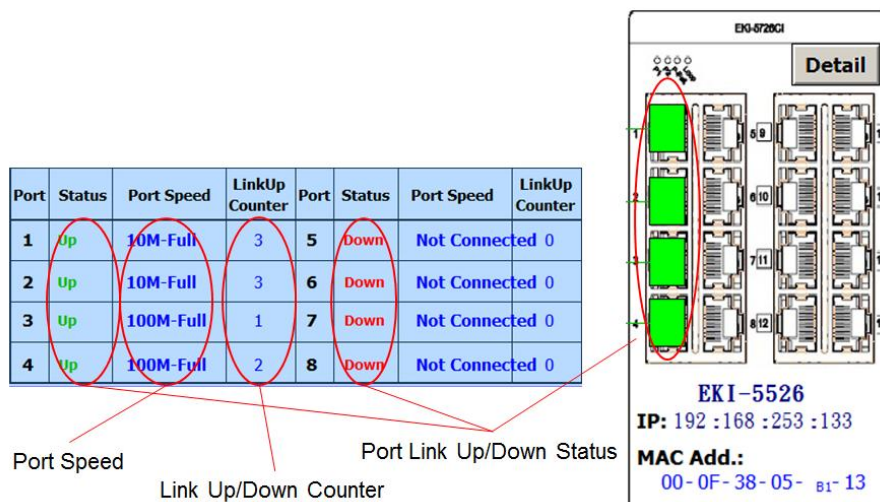 EKI-5726CI
Detail
1 5 9
2 6 10
3 7 11
4 8 12
Port Status Port Speed LinkUp Counter Port Status Port Speed LinkUp Counter
1 Up 10M-Full 3 5 Down Not Connected 0
2 Up 10M-Full 3 6 Down Not Connected 0
3 Up 100M-Full 1 7 Down Not Connected 0
4 Up 100M-Full 2 8 Down Not Connected 0
Port Speed
Link Up/Down Counter
Port Link Up/Down Status
EKI-5526
IP: 192 :168 :253 :133
MAC Add.:
00-0F-38-05- B1-13